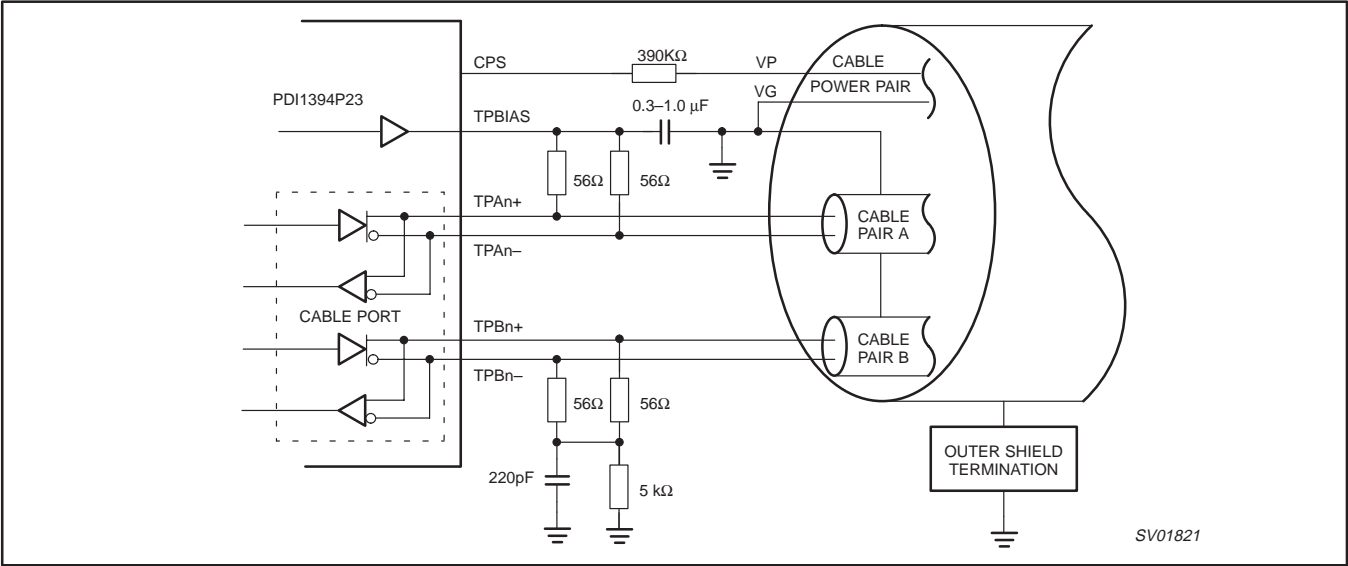 CPS
390KΩ
VP
CABLE
POWER PAIR
VG
PDI1394P23
TPBIAS
0.3–1.0 μF
56Ω
56Ω
TPAn+
TPAn–
CABLE
PAIR A
CABLE PORT
TPBn+
TPBn–
CABLE
PAIR B
56Ω
56Ω
220pF
5 kΩ
OUTER SHIELD
TERMINATION
SV01821